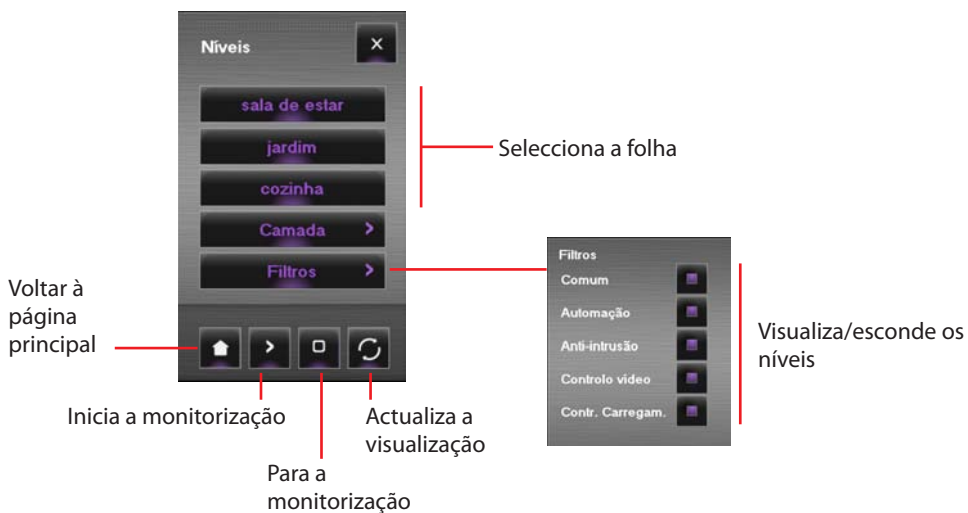 Níveis
sala de estar
jardim
cozinha
Camada
Filtros
Selecciona a folha
Voltar à
página
principal
Inicia a monitorização
Para a
monitorização
Actualiza a
visualização
Filtros
Comum
Automação
Anti-intrusão
Controlo video
Contr. Carregam.
Visualiza/esconde os
níveis